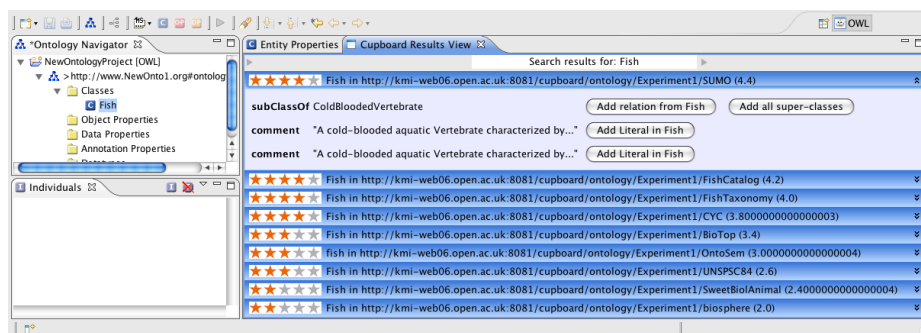 OWL
*Ontology Navigator
NewOntologyProject [OWL]
>http://www.NewOnto1.org#ontolog
Classes
C Fish
Object Properties
Data Properties
Annotation Properties
Individuals
C Entity Properties Cupboard Results View
Search results for: Fish
Fish in http://kmi-web06.open.ac.uk:8081/cupboard/ontology/Experiment1/SUMO (4.4)
subClassOf ColdBloodedVertebrate Add relation from Fish Add all super-classes
comment "A cold-blooded aquatic Vertebrate characterized by..." Add Literal in Fish
comment "A cold-blooded aquatic Vertebrate characterized by..." Add Literal in Fish
Fish in http://kmi-web06.open.ac.uk:8081/cupboard/ontology/Experiment1/FishCatalog (4.2)
Fish in http://kmi-web06.open.ac.uk:8081/cupboard/ontology/Experiment1/FishTaxonomy (4.0)
Fish in http://kmi-web06.open.ac.uk:8081/cupboard/ontology/Experiment1/CYC (3.8000000000000003)
Fish in http://kmi-web06.open.ac.uk:8081/cupboard/ontology/Experiment1/BioTop (3.4)
fish in http://kmi-web06.open.ac.uk:8081/cupboard/ontology/Experiment1/OntoSem (3.0000000000000004)
Fish in http://kmi-web06.open.ac.uk:8081/cupboard/ontology/Experiment1/UNSPSC84 (2.6)
Fish in http://kmi-web06.open.ac.uk:8081/cupboard/ontology/Experiment1/SweetBiolAnimal (2.4000000000000004)
Fish in http://kmi-web06.open.ac.uk:8081/cupboard/ontology/Experiment1/biosphere (2.0)